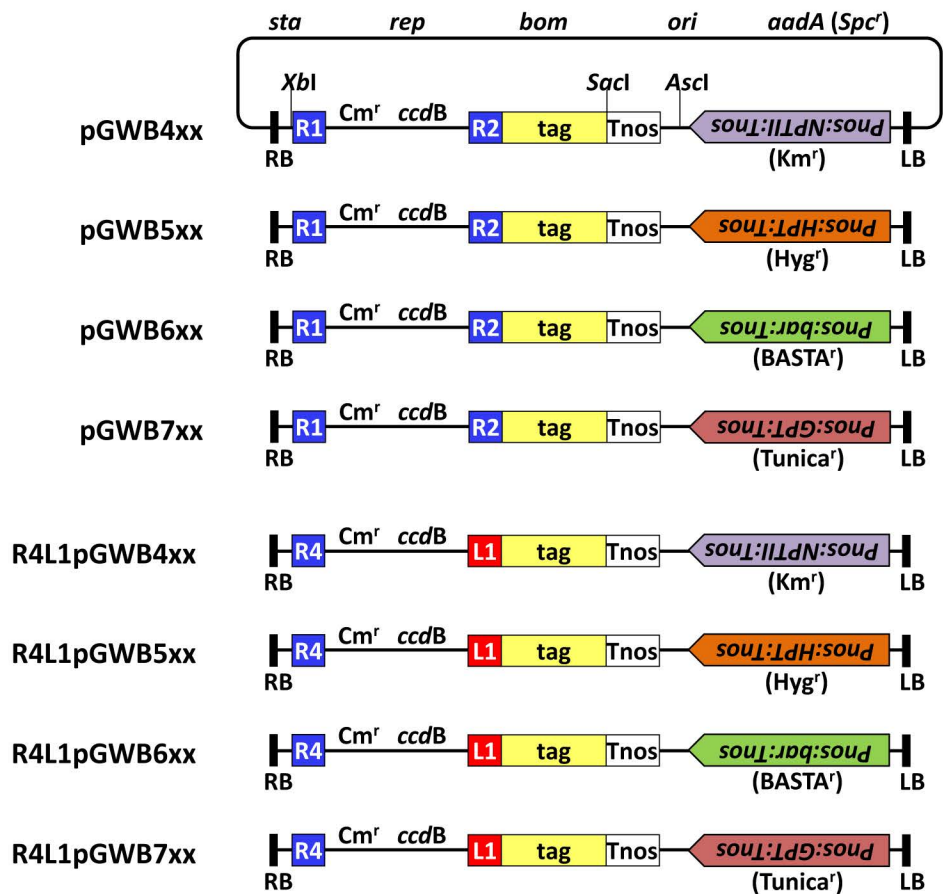 sta rep bom ori aadA (Spcʳ)
XbI SacI AscI
pGWB4xx R1 Cmʳ ccdB R2 tag Tnos Pnos:NPTII:Tnos
RB (Kmʳ) LB
pGWB5xx R1 Cmʳ ccdB R2 tag Tnos Pnos:HPT:Tnos
RB (Hygʳ) LB
pGWB6xx R1 Cmʳ ccdB R2 tag Tnos Pnos:bar:Tnos
RB (BASTAʳ) LB
pGWB7xx R1 Cmʳ ccdB R2 tag Tnos Pnos:GPT:Tnos
RB (Tunicaʳ) LB
R4L1pGWB4xx R4 Cmʳ ccdB L1 tag Tnos Pnos:NPTII:Tnos
RB (Kmʳ) LB
R4L1pGWB5xx R4 Cmʳ ccdB L1 tag Tnos Pnos:HPT:Tnos
RB (Hygʳ) LB
R4L1pGWB6xx R4 Cmʳ ccdB L1 tag Tnos Pnos:bar:Tnos
RB (BASTAʳ) LB
R4L1pGWB7xx R4 Cmʳ ccdB L1 tag Tnos Pnos:GPT:Tnos
RB (Tunicaʳ) LB